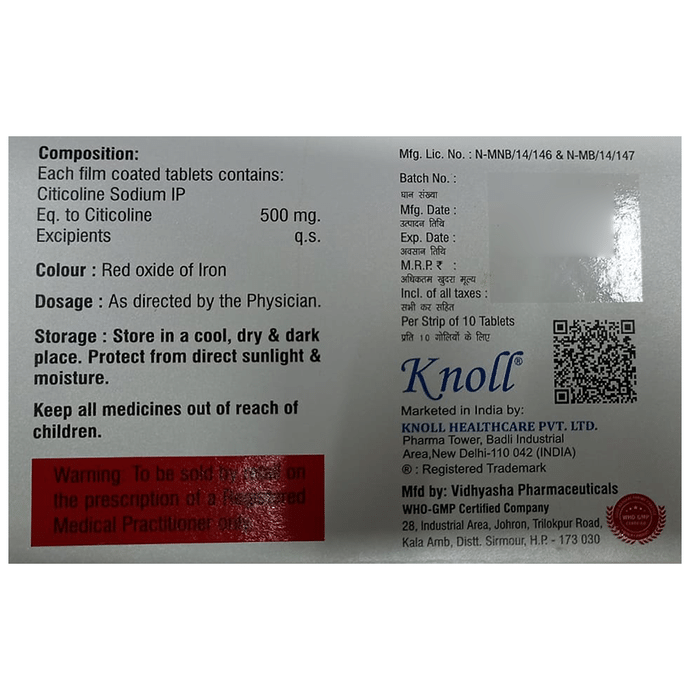 Composition:
Each film coated tablets contains:
Citicoline Sodium IP
Eq. to Citicoline 500 mg.
Excipients q.s.
Colour : Red oxide of Iron
Dosage : As directed by the Physician.
Storage : Store in a cool, dry & dark
place. Protect from direct sunlight &
moisture.
Keep all medicines out of reach of
children.
Warning: To be sold by retail on
the prescription of a Registered
Medical Practitioner only.
Mfg. Lic. No. : N-MNB/14/146 & N-MB/14/147
Batch No. :
घान संख्या
Mfg. Date :
उत्पादन तिथि
Exp. Date :
अवसान तिथि
M.R.P. ₹ :
अधिकतम खुदरा मूल्य
Incl. of all taxes :
सभी कर सहित
Per Strip of 10 Tablets
प्रति 10 गोलियों के लिए
Knoll®
Marketed in India by:
KNOLL HEALTHCARE PVT. LTD.
Pharma Tower, Badli Industrial
Area,New Delhi-110 042 (INDIA)
® : Registered Trademark
Mfd by: Vidhyasha Pharmaceuticals
WHO-GMP Certified Company
28, Industrial Area, Johron, Trilokpur Road,
Kala Amb, Distt. Sirmour, H.P. - 173 030
WHO GMP